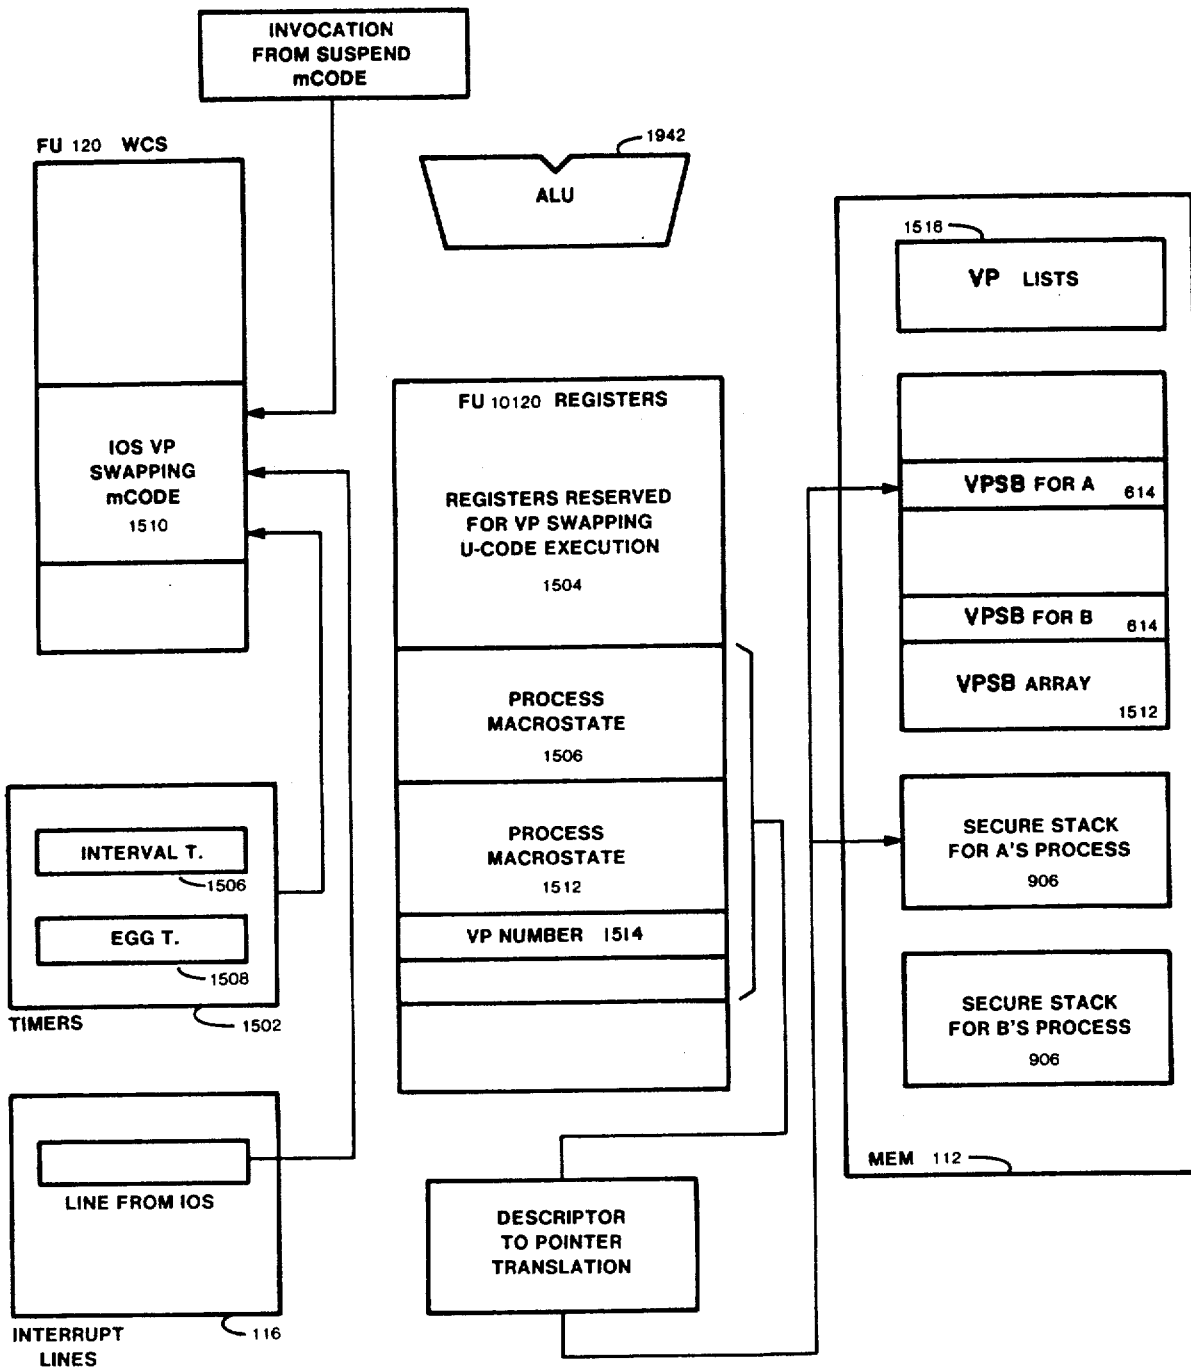 INVOCATION
FROM SUSPEND
mCODE
FU 120 WCS
1942
ALU
1518
VP LISTS
FU 10120 REGISTERS
IOS VP
SWAPPING
mCODE
1510
REGISTERS RESERVED
FOR VP SWAPPING
U-CODE EXECUTION
1504
VPSB FOR A 614
VPSB FOR B 614
VPSB ARRAY
1512
PROCESS
MACROSTATE
1506
PROCESS
MACROSTATE
1512
VP NUMBER 1514
INTERVAL T.
1506
EGG T.
1508
TIMERS 1502
SECURE STACK
FOR A'S PROCESS
906
SECURE STACK
FOR B'S PROCESS
906
MEM 112
LINE FROM IOS
INTERRUPT
LINES
116
DESCRIPTOR
TO POINTER
TRANSLATION